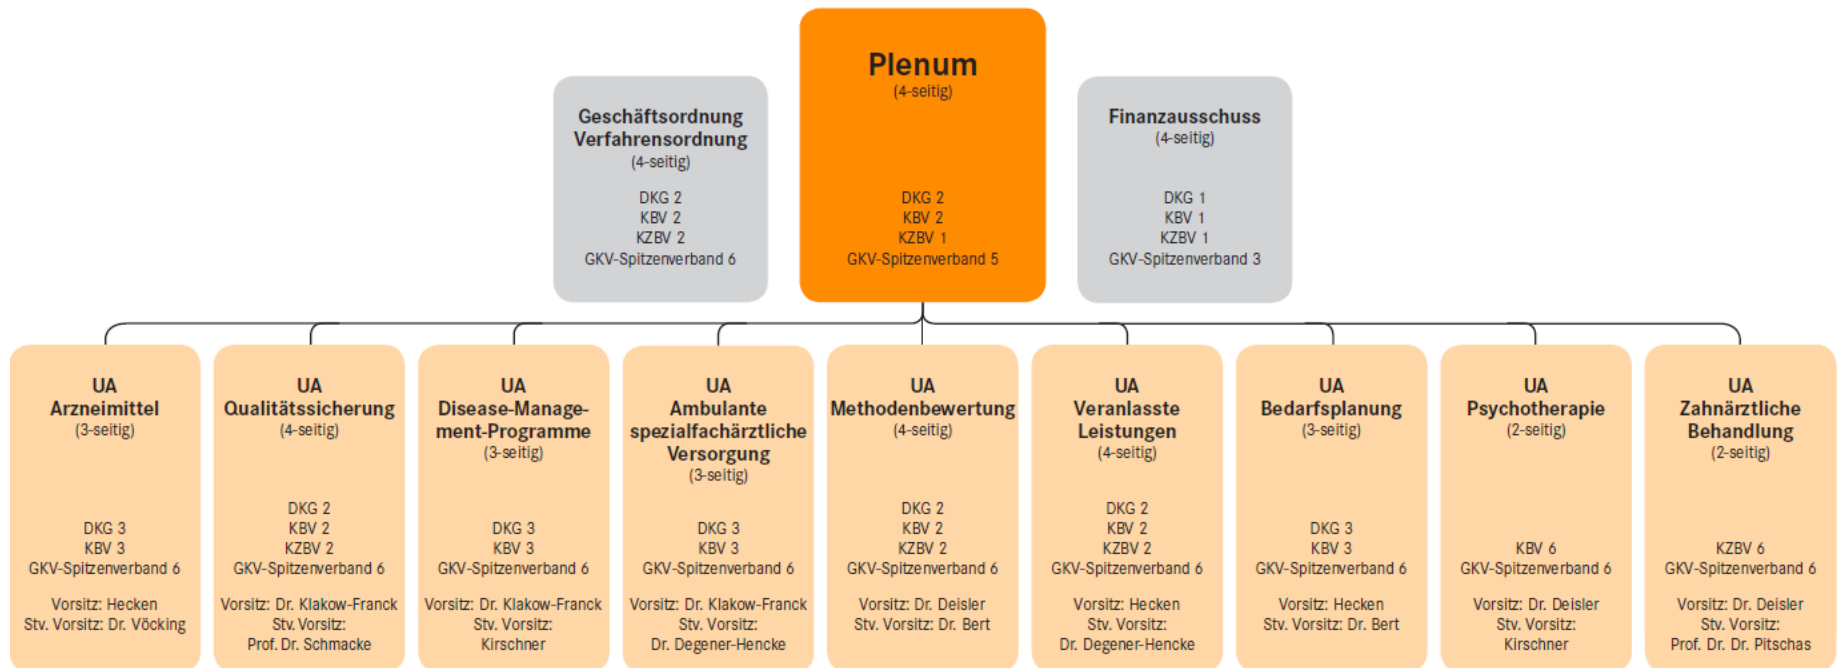 Plenum
(4-seitig)
DKG 2
KBV 2
KZBV 1
GKV-Spitzenverband 5
Geschäftsordnung
Verfahrensordnung
(4-seitig)
DKG 2
KBV 2
KZBV 2
GKV-Spitzenverband 6
Finanzausschuss
(4-seitig)
DKG 1
KBV 1
KZBV 1
GKV-Spitzenverband 3
UA
Arzneimittel
(3-seitig)
DKG 3
KBV 3
GKV-Spitzenverband 6
Vorsitz: Hecken
Stv. Vorsitz: Dr. Vöcking
UA
Qualitätssicherung
(4-seitig)
DKG 2
KBV 2
KZBV 2
GKV-Spitzenverband 6
Vorsitz: Dr. Klakow-Franck
Stv. Vorsitz:
Prof. Dr. Schmacke
UA
Disease-Manage-
ment-Programme
(3-seitig)
DKG 3
KBV 3
GKV-Spitzenverband 6
Vorsitz: Dr. Klakow-Franck
Stv. Vorsitz:
Kirschner
UA
Ambulante
spezialfachärztliche
Versorgung
(3-seitig)
DKG 3
KBV 3
GKV-Spitzenverband 6
Vorsitz: Dr. Klakow-Franck
Stv. Vorsitz:
Dr. Degener-Hencke
UA
Methodenbewertung
(4-seitig)
DKG 2
KBV 2
KZBV 2
GKV-Spitzenverband 6
Vorsitz: Dr. Deisler
Stv. Vorsitz: Dr. Bert
UA
Veranlasste
Leistungen
(4-seitig)
DKG 2
KBV 2
KZBV 2
GKV-Spitzenverband 6
Vorsitz: Hecken
Stv. Vorsitz:
Dr. Degener-Hencke
UA
Bedarfsplanung
(3-seitig)
DKG 3
KBV 3
GKV-Spitzenverband 6
Vorsitz: Hecken
Stv. Vorsitz: Dr. Bert
UA
Psychotherapie
(2-seitig)
KBV 6
GKV-Spitzenverband 6
Vorsitz: Dr. Deisler
Stv. Vorsitz:
Kirschner
UA
Zahnärztliche
Behandlung
(2-seitig)
KZBV 6
GKV-Spitzenverband 6
Vorsitz: Dr. Deisler
Stv. Vorsitz:
Prof. Dr. Dr. Pitschas